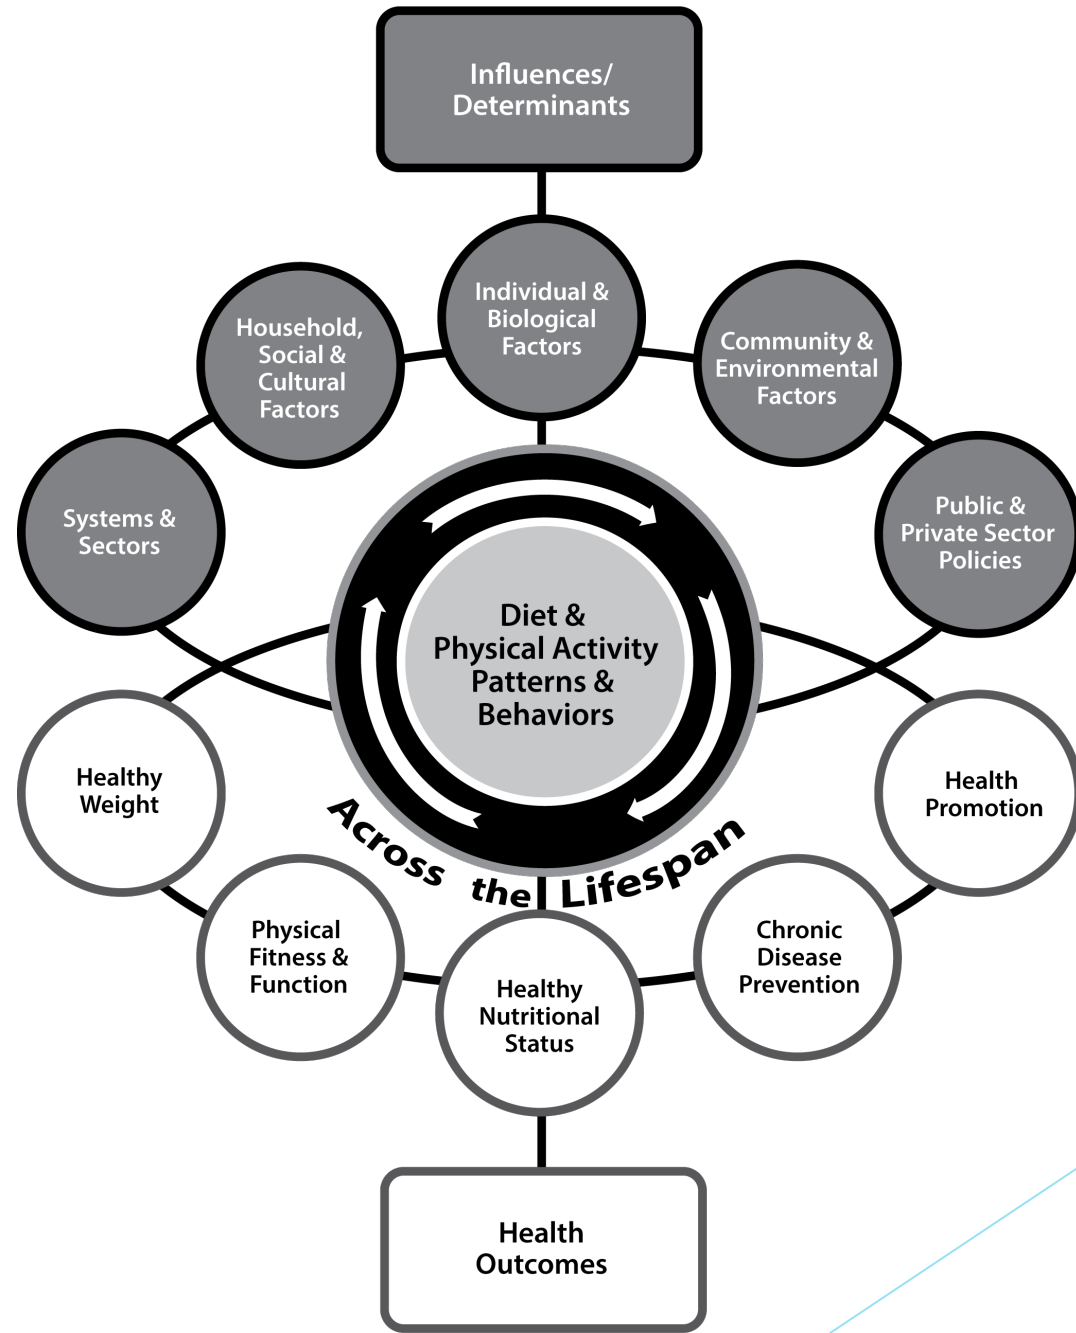 Influences/
Determinants
Individual &
Biological
Factors
Household,
Social &
Cultural
Factors
Community &
Environmental
Factors
Systems &
Sectors
Public &
Private Sector
Policies
Diet &
Physical Activity
Patterns &
Behaviors
Across the Lifespan
Healthy
Weight
Health
Promotion
Physical
Fitness &
Function
Chronic
Disease
Prevention
Healthy
Nutritional
Status
Health
Outcomes